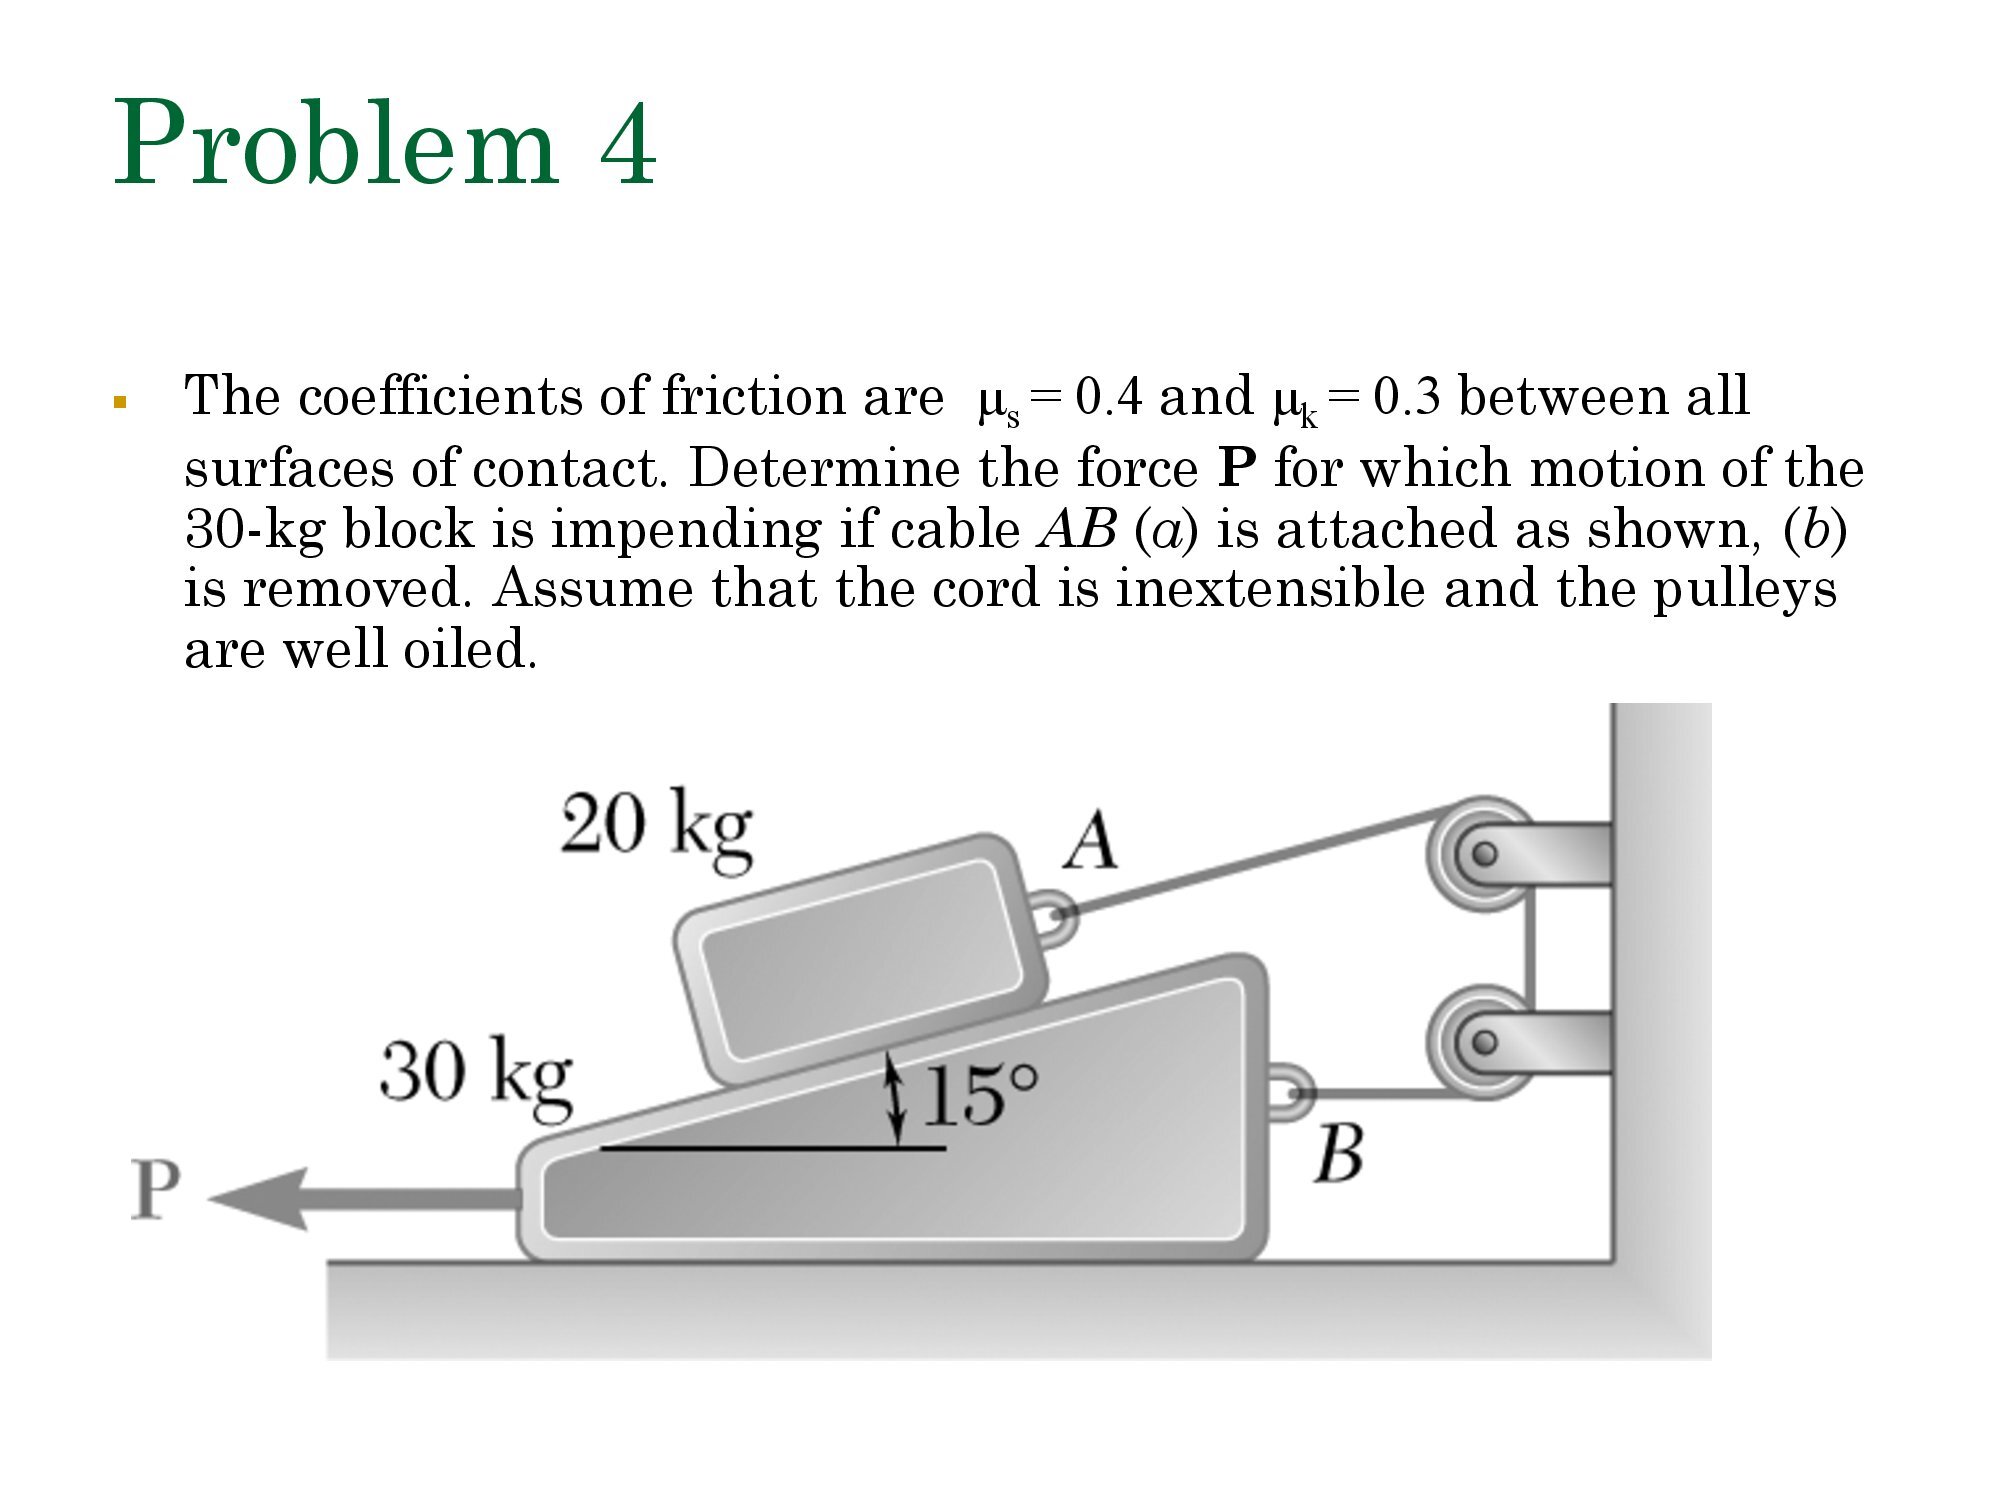 Problem 4
▪ The coefficients of friction are μs = 0.4 and μk = 0.3 between all
surfaces of contact. Determine the force P for which motion of the
30-kg block is impending if cable AB (a) is attached as shown, (b)
is removed. Assume that the cord is inextensible and the pulleys
are well oiled.
20 kg
A
30 kg
15°
B
P